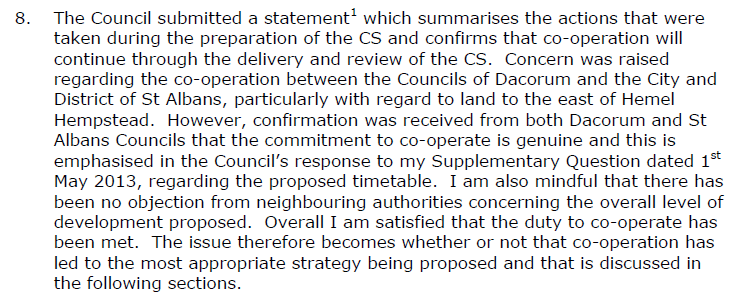 8. The Council submitted a statement¹ which summarises the actions that were
taken during the preparation of the CS and confirms that co-operation will
continue through the delivery and review of the CS. Concern was raised
regarding the co-operation between the Councils of Dacorum and the City and
District of St Albans, particularly with regard to land to the east of Hemel
Hempstead. However, confirmation was received from both Dacorum and St
Albans Councils that the commitment to co-operate is genuine and this is
emphasised in the Council's response to my Supplementary Question dated 1st
May 2013, regarding the proposed timetable. I am also mindful that there has
been no objection from neighbouring authorities concerning the overall level of
development proposed. Overall I am satisfied that the duty to co-operate has
been met. The issue therefore becomes whether or not that co-operation has
led to the most appropriate strategy being proposed and that is discussed in
the following sections.